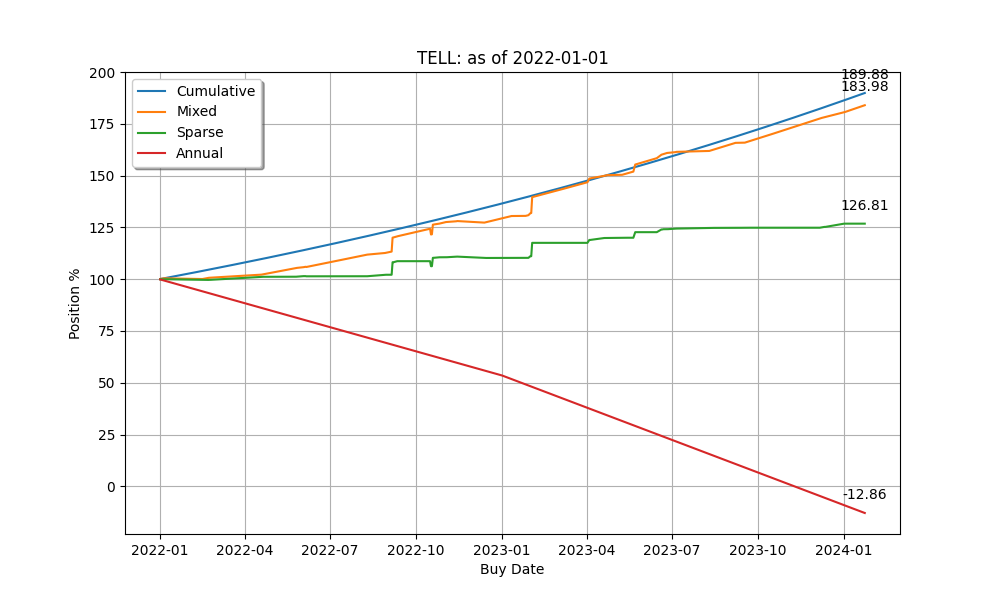 TELL: as of 2022-01-01
200
175
150
125
100
75
50
25
0
Position %
Cumulative
Mixed
Sparse
Annual
189.88
183.98
126.81
-12.86
2022-01 2022-04 2022-07 2022-10 2023-01 2023-04 2023-07 2023-10 2024-01
Buy Date